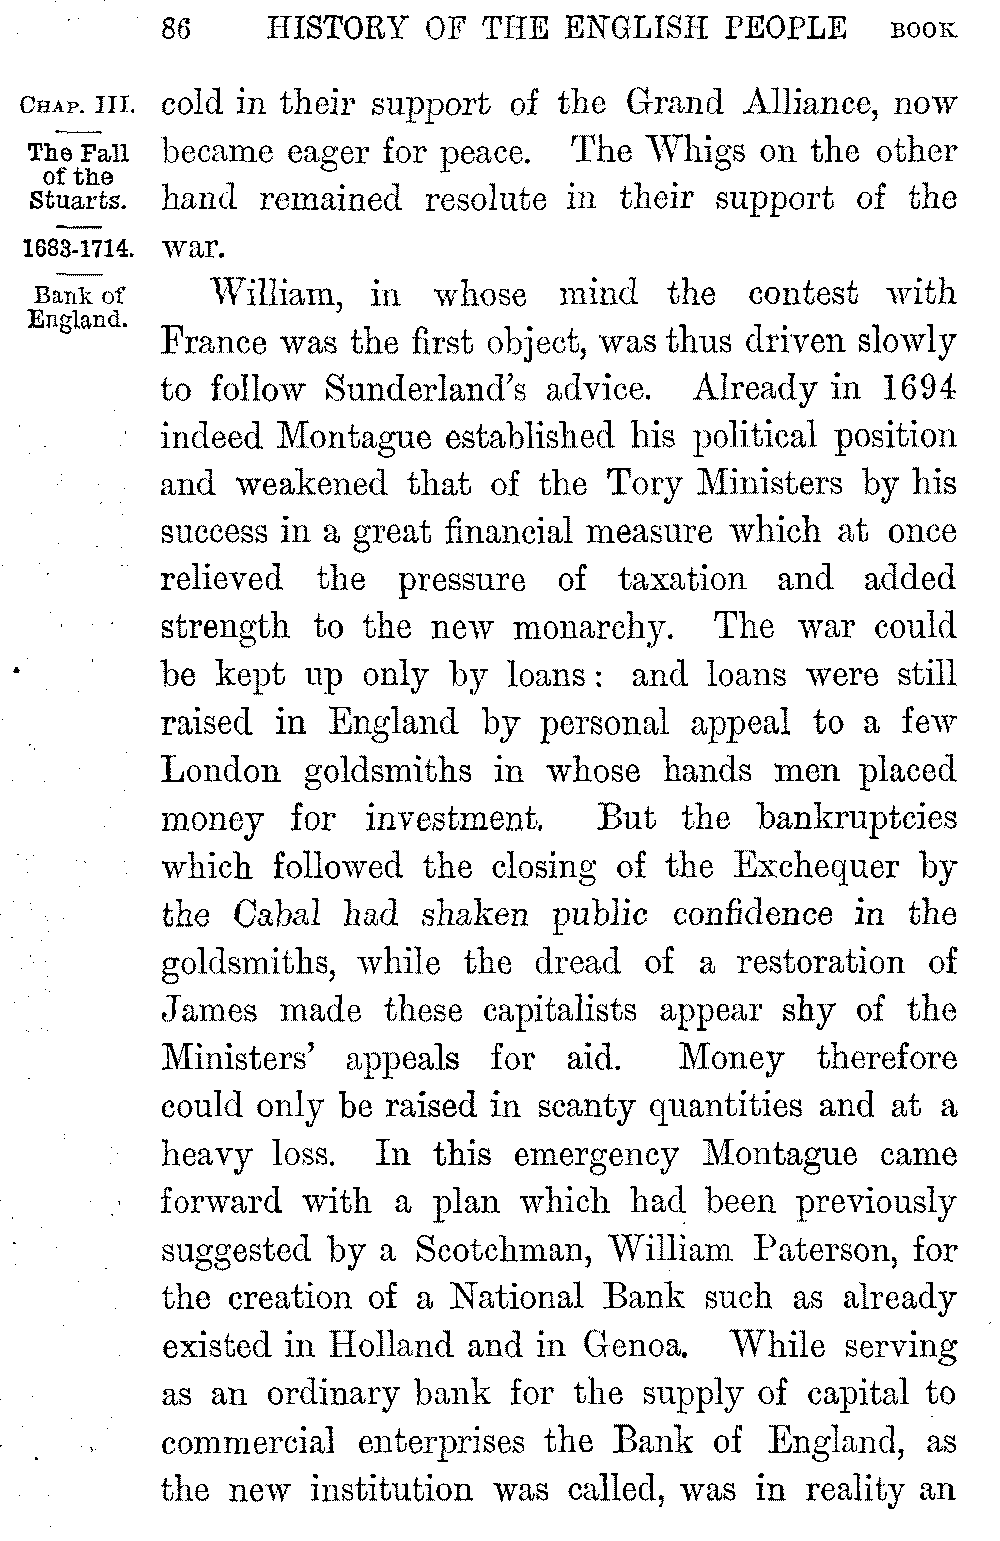 86 HISTORY OF THE ENGLISH PEOPLE BOOK
CHAP. III.
The Fall
of the
Stuarts.
1683-1714.
Bank of
England.
cold in their support of the Grand Alliance, now
became eager for peace. The Whigs on the other
hand remained resolute in their support of the
war.
William, in whose mind the contest with
France was the first object, was thus driven slowly
to follow Sunderland's advice. Already in 1694
indeed Montague established his political position
and weakened that of the Tory Ministers by his
success in a great financial measure which at once
relieved the pressure of taxation and added
strength to the new monarchy. The war could
be kept up only by loans: and loans were still
raised in England by personal appeal to a few
London goldsmiths in whose hands men placed
money for investment. But the bankruptcies
which followed the closing of the Exchequer by
the Cabal had shaken public confidence in the
goldsmiths, while the dread of a restoration of
James made these capitalists appear shy of the
Ministers' appeals for aid. Money therefore
could only be raised in scanty quantities and at a
heavy loss. In this emergency Montague came
forward with a plan which had been previously
suggested by a Scotchman, William Paterson, for
the creation of a National Bank such as already
existed in Holland and in Genoa. While serving
as an ordinary bank for the supply of capital to
commercial enterprises the Bank of England, as
the new institution was called, was in reality an